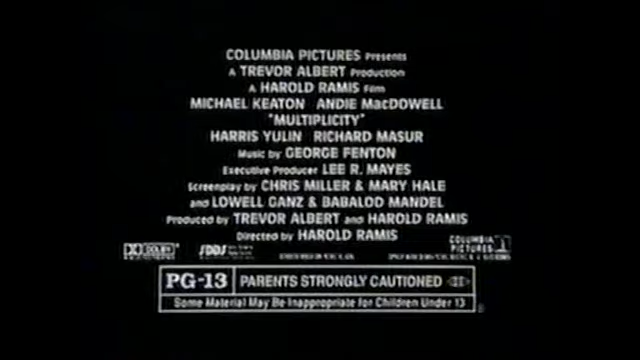 COLUMBIA PICTURES Presents
A TREVOR ALBERT Production
A HAROLD RAMIS Film
MICHAEL KEATON ANDIE MacDOWELL
"MULTIPLICITY"
HARRIS YULIN RICHARD MASUR
Music by GEORGE FENTON
Executive Producer LEE R. MAYES
Screenplay by CHRIS MILLER & MARY HALE
and LOWELL GANZ & BABALOO MANDEL
Produced by TREVOR ALBERT and HAROLD RAMIS
Directed by HAROLD RAMIS
DOLBY SDDS COLUMBIA PICTURES
PG-13 PARENTS STRONGLY CAUTIONED
Some Material May Be Inappropriate for Children Under 13